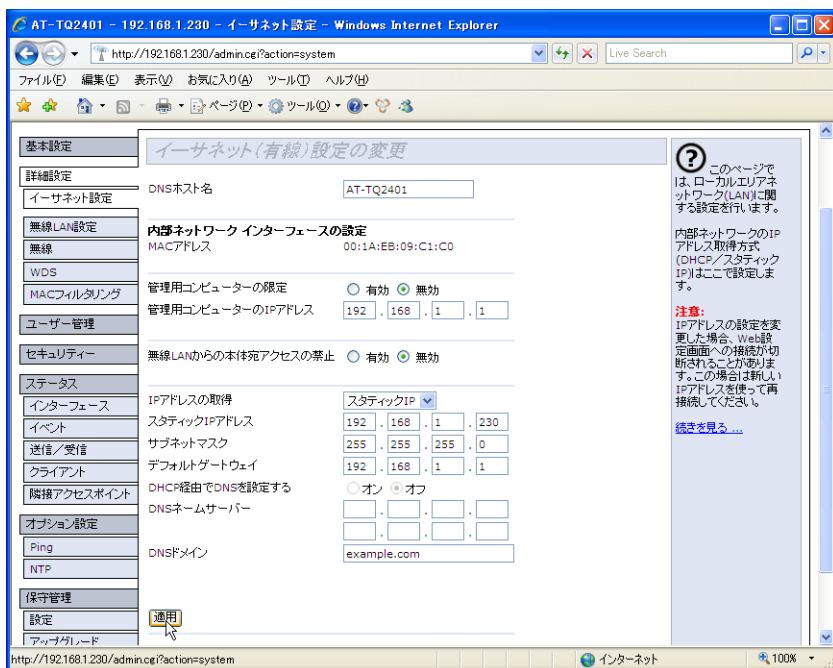 AT-TQ2401 - 192.168.1.230 - イーサネット設定 - Windows Internet Explorer
http://192.168.1.230/admin.cgi?action=system
Live Search
ファイル(F) 編集(E) 表示(V) お気に入り(A) ツール(T) ヘルプ(H)
ページ(P) ツール(O)
基本設定
詳細設定
イーサネット設定
無線LAN設定
無線
WDS
MACフィルタリング
ユーザー管理
セキュリティー
ステータス
インターフェース
イベント
送信/受信
クライアント
隣接アクセスポイント
オプション設定
Ping
NTP
保守管理
設定
アップグレード
イーサネット(有線)設定の変更
DNSホスト名 AT-TQ2401
内部ネットワーク インターフェースの設定
MACアドレス 00:1A:EB:09:C1:C0
管理用コンピューターの限定 有効 無効
管理用コンピューターのIPアドレス 192 . 168 . 1 . 1
無線LANからの本体宛アクセスの禁止 有効 無効
IPアドレスの取得 スタティックIP
スタティックIPアドレス 192 . 168 . 1 . 230
サブネットマスク 255 . 255 . 255 . 0
デフォルトゲートウェイ 192 . 168 . 1 . 1
DHCP経由でDNSを設定する オン オフ
DNSネームサーバー . . .
. . .
DNSドメイン example.com
適用
? このページで
は、ローカルエリアネ
ットワーク(LAN)に関
する設定を行います。
内部ネットワークのIP
アドレス取得方式
(DHCP/スタティック
IP)はここで設定しま
す。
注意:
IPアドレスの設定を変
更した場合、Web設
定画面への接続が切
断されることがありま
す。この場合は新しい
IPアドレスを使って再
接続してください。
続きを見る ...
http://192.168.1.230/admin.cgi?action=system
インターネット
100%